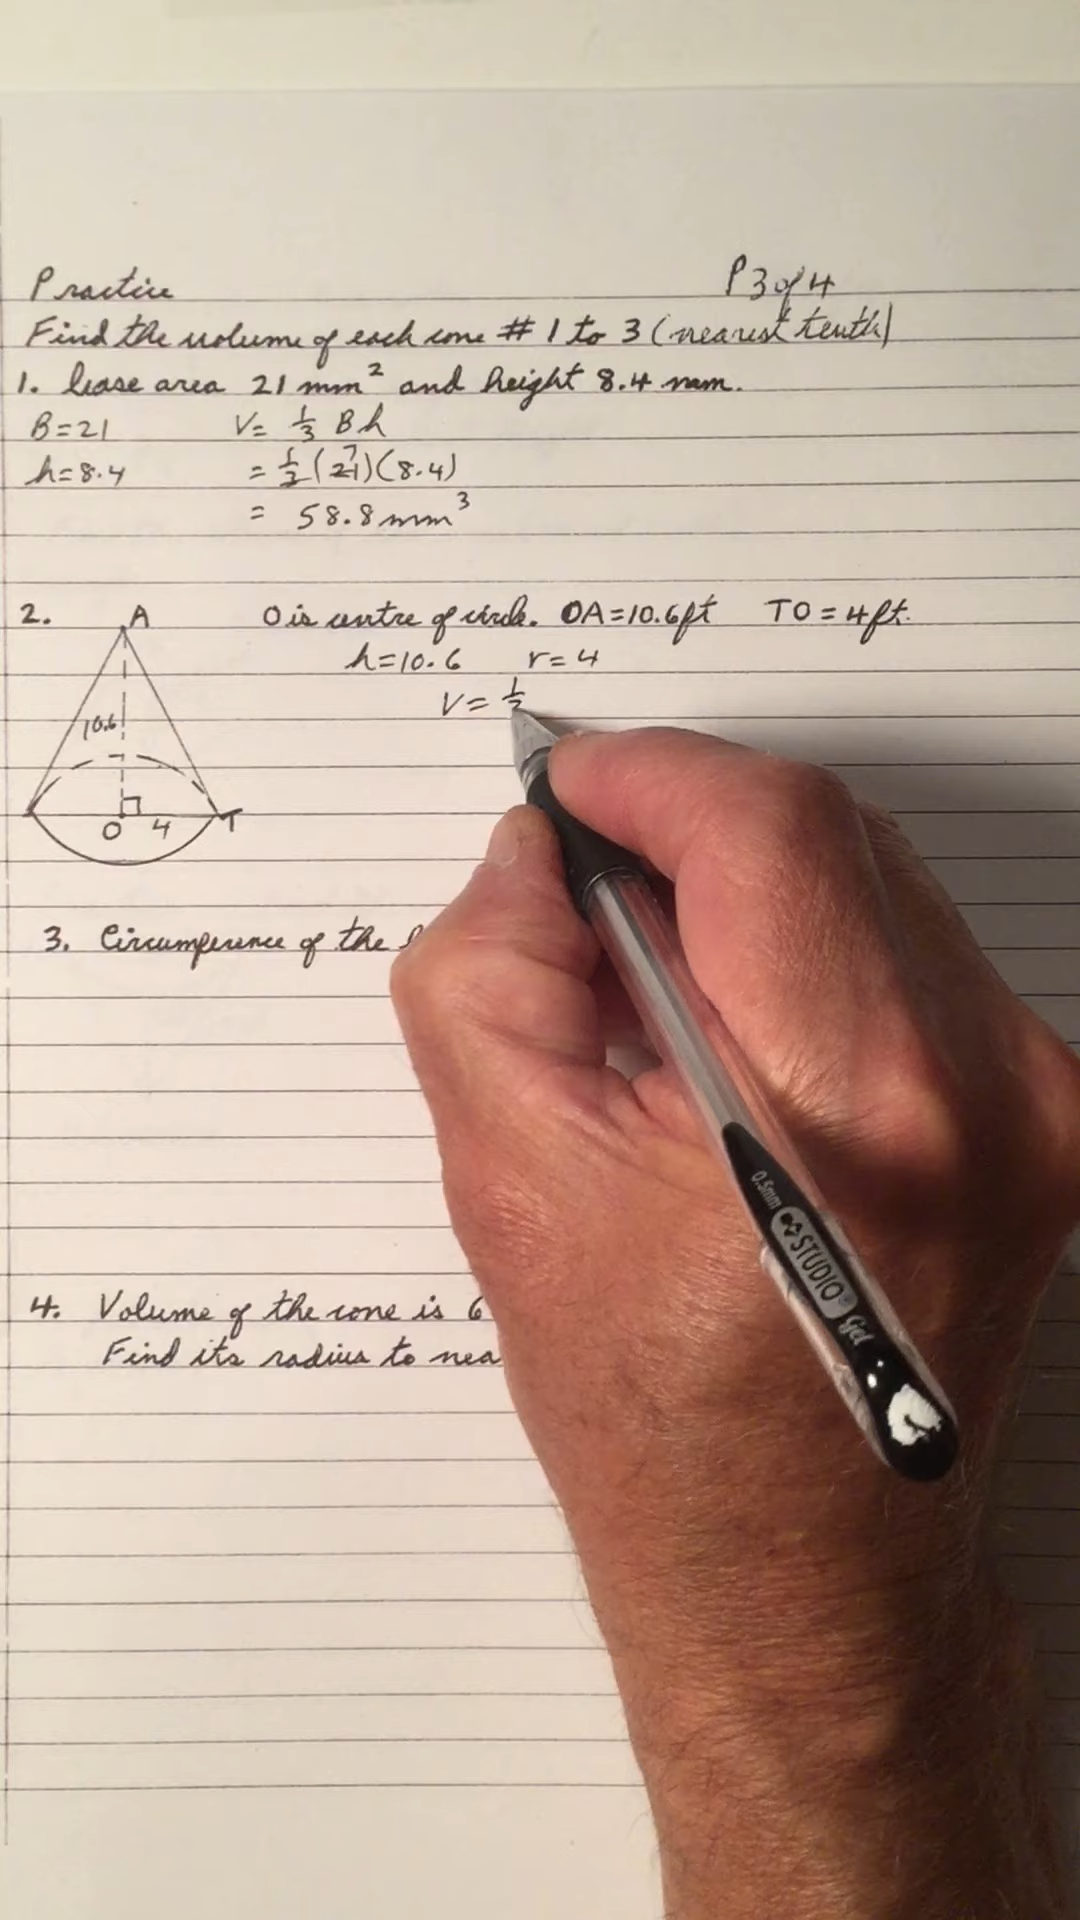 Practice P 3 of 4
Find the volume of each cone # 1 to 3 (nearest tenth)
1. base area 21 mm² and height 8.4 mm.
B=21 V= 1/3 Bh
h=8.4 = 1/3 (21)(8.4) 7
= 58.8 mm³
2. A O is centre of circle. OA=10.6ft TO=4ft.
h=10.6 r=4
V= 1/
10.6
O 4 T
3. Circumference of the
4. Volume of the cone is 6
Find its radius to
0.5mm STUDIO Gel